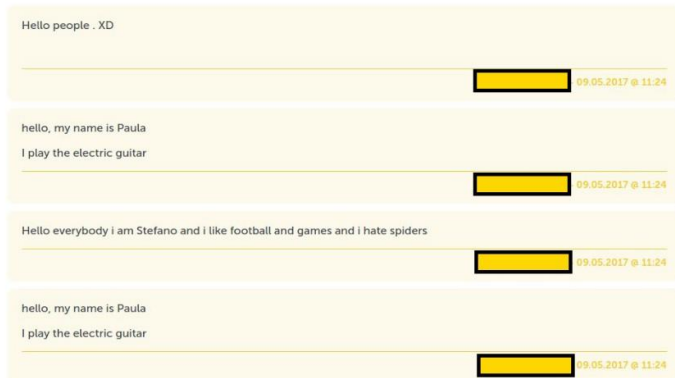 Hello people . XD
09.05.2017 @ 11:24
hello, my name is Paula
I play the electric guitar
09.05.2017 @ 11:24
Hello everybody i am Stefano and i like football and games and i hate spiders
09.05.2017 @ 11:24
hello, my name is Paula
I play the electric guitar
09.05.2017 @ 11:24